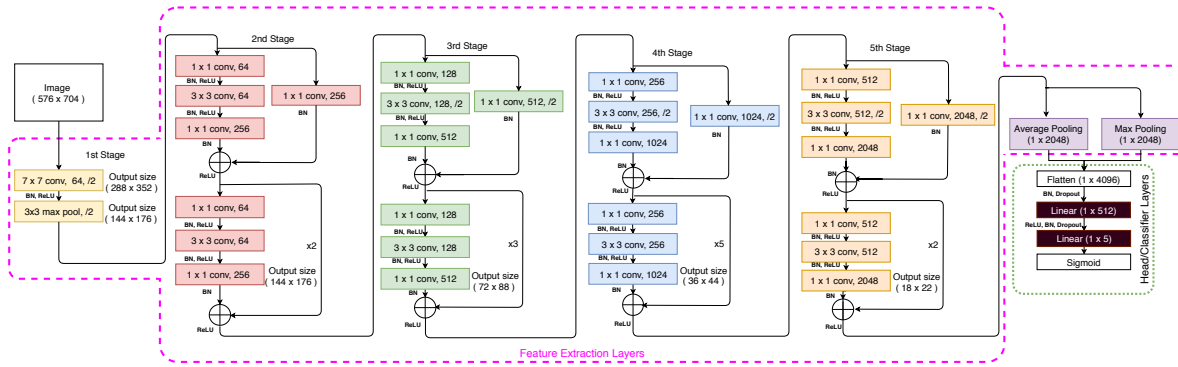 Image
( 576 x 704 )
1st Stage
7 x 7 conv, 64, /2
Output size
( 288 x 352 )
BN, ReLU
3x3 max pool, /2
Output size
( 144 x 176 )
2nd Stage
1 x 1 conv, 64
BN, ReLU
3 x 3 conv, 64
BN, ReLU
1 x 1 conv, 256
BN
ReLU
1 x 1 conv, 256
BN
1 x 1 conv, 64
BN, ReLU
3 x 3 conv, 64
BN, ReLU
1 x 1 conv, 256
BN
ReLU
x2
Output size
( 144 x 176 )
3rd Stage
1 x 1 conv, 128
BN, ReLU
3 x 3 conv, 128, /2
BN, ReLU
1 x 1 conv, 512
BN
ReLU
1 x 1 conv, 512, /2
BN
1 x 1 conv, 128
BN, ReLU
3 x 3 conv, 128
BN, ReLU
1 x 1 conv, 512
BN
ReLU
x3
Output size
( 72 x 88 )
4th Stage
1 x 1 conv, 256
BN, ReLU
3 x 3 conv, 256, /2
BN, ReLU
1 x 1 conv, 1024
BN
ReLU
1 x 1 conv, 1024, /2
BN
1 x 1 conv, 256
BN, ReLU
3 x 3 conv, 256
BN, ReLU
1 x 1 conv, 1024
BN
ReLU
x5
Output size
( 36 x 44 )
5th Stage
1 x 1 conv, 512
BN, ReLU
3 x 3 conv, 512, /2
BN, ReLU
1 x 1 conv, 2048
BN
ReLU
1 x 1 conv, 2048, /2
BN
1 x 1 conv, 512
BN, ReLU
3 x 3 conv, 512
BN, ReLU
1 x 1 conv, 2048
BN
ReLU
x2
Output size
( 18 x 22 )
Average Pooling
(1 x 2048)
Max Pooling
(1 x 2048)
Flatten (1 x 4096)
BN, Dropout
Linear (1 x 512)
ReLU, BN, Dropout
Linear (1 x 5)
Sigmoid
Head/Classifier Layers
Feature Extraction Layers